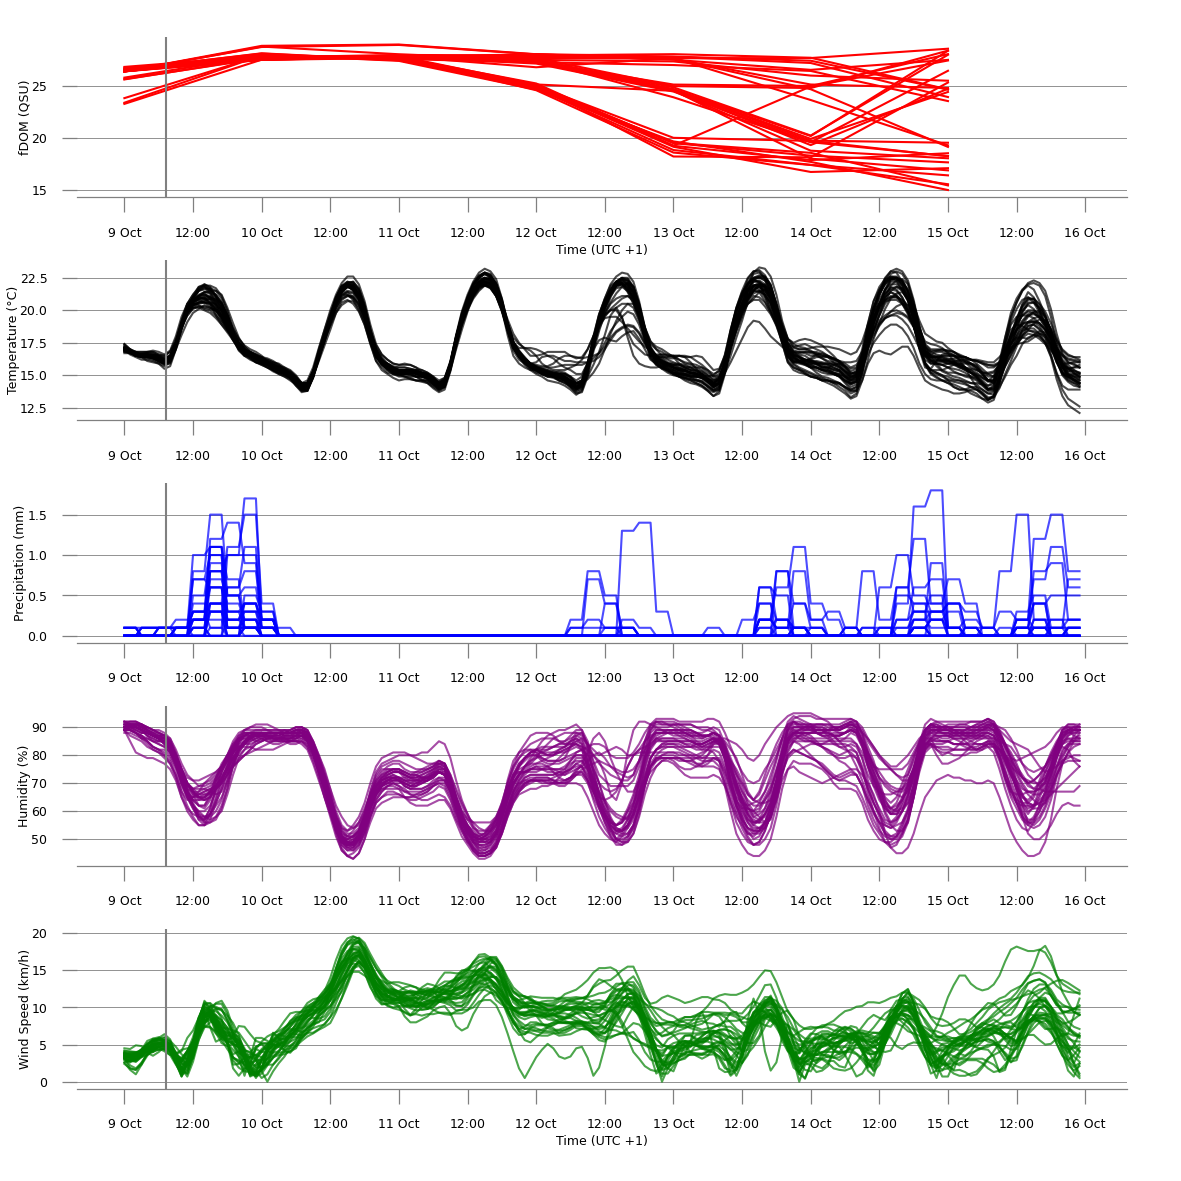 fDOM (QSU)
25
20
15
9 Oct 12:00 10 Oct 12:00 11 Oct 12:00 12 Oct 12:00 13 Oct 12:00 14 Oct 12:00 15 Oct 12:00 16 Oct
Time (UTC +1)
Temperature (°C)
22.5
20.0
17.5
15.0
12.5
9 Oct 12:00 10 Oct 12:00 11 Oct 12:00 12 Oct 12:00 13 Oct 12:00 14 Oct 12:00 15 Oct 12:00 16 Oct
Precipitation (mm)
1.5
1.0
0.5
0.0
9 Oct 12:00 10 Oct 12:00 11 Oct 12:00 12 Oct 12:00 13 Oct 12:00 14 Oct 12:00 15 Oct 12:00 16 Oct
Humidity (%)
90
80
70
60
50
9 Oct 12:00 10 Oct 12:00 11 Oct 12:00 12 Oct 12:00 13 Oct 12:00 14 Oct 12:00 15 Oct 12:00 16 Oct
Wind Speed (km/h)
20
15
10
5
0
9 Oct 12:00 10 Oct 12:00 11 Oct 12:00 12 Oct 12:00 13 Oct 12:00 14 Oct 12:00 15 Oct 12:00 16 Oct
Time (UTC +1)